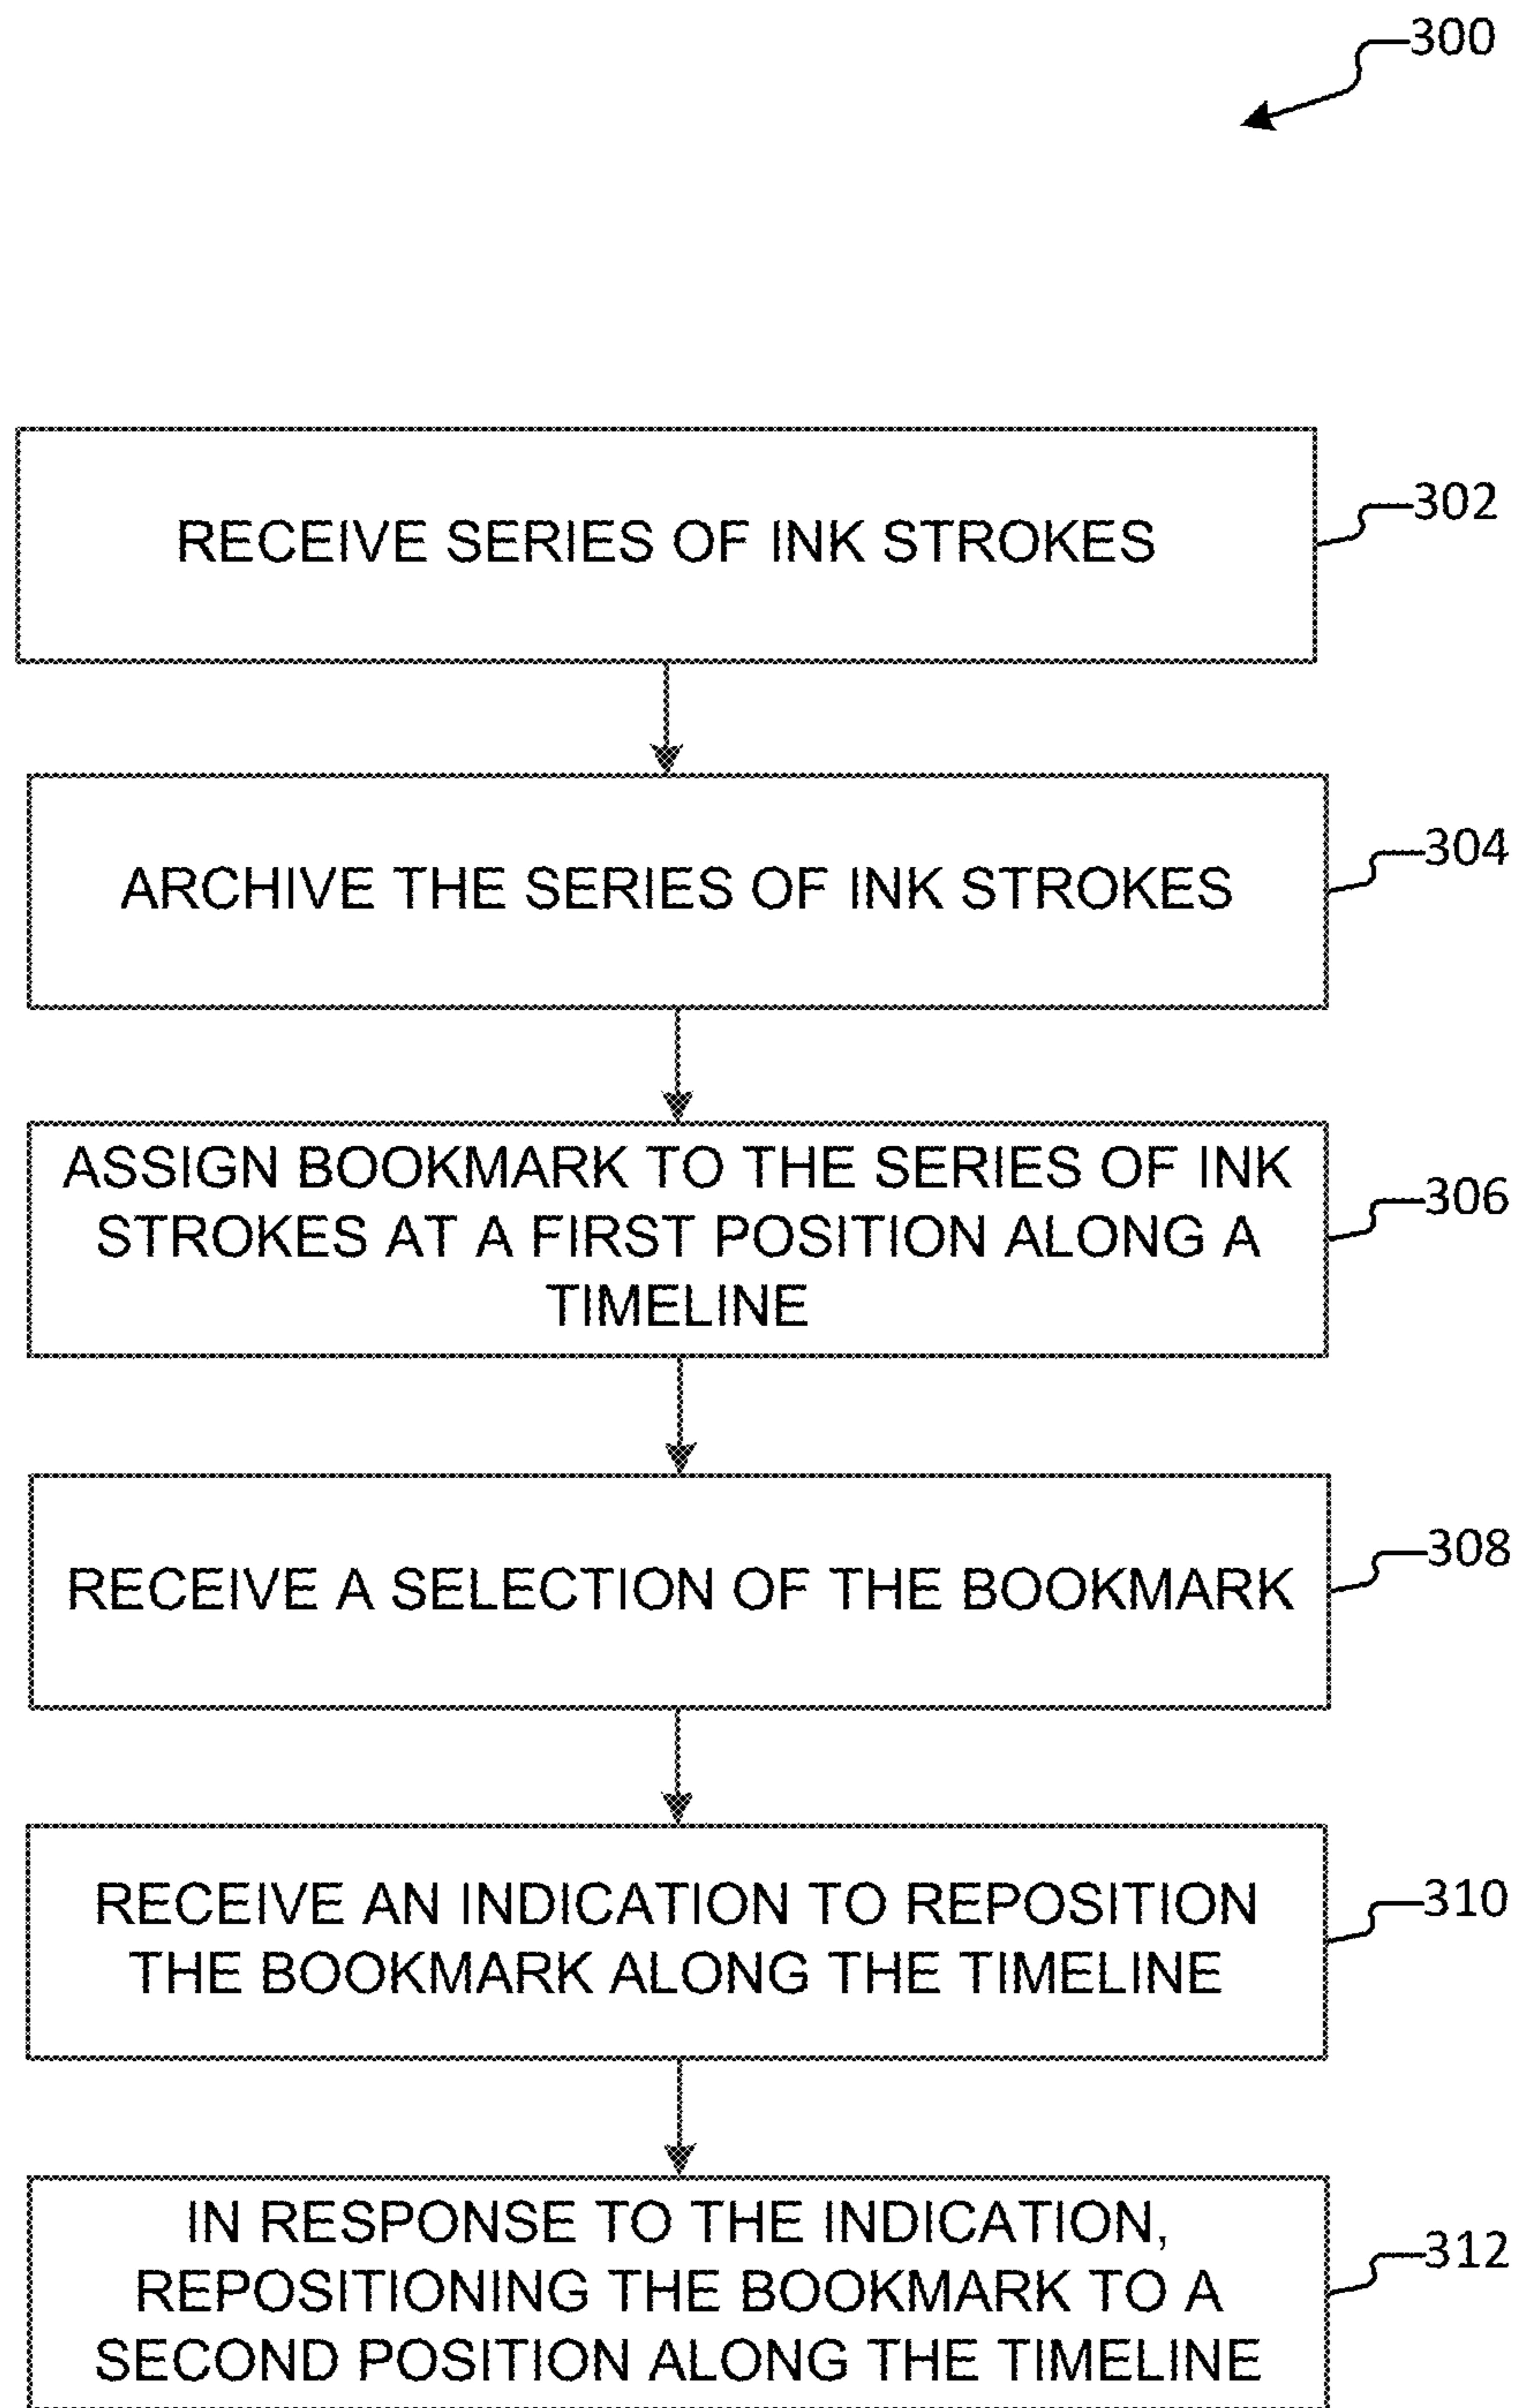 300
RECEIVE SERIES OF INK STROKES
302
ARCHIVE THE SERIES OF INK STROKES
304
ASSIGN BOOKMARK TO THE SERIES OF INK
STROKES AT A FIRST POSITION ALONG A
TIMELINE
306
RECEIVE A SELECTION OF THE BOOKMARK
308
RECEIVE AN INDICATION TO REPOSITION
THE BOOKMARK ALONG THE TIMELINE
310
IN RESPONSE TO THE INDICATION,
REPOSITIONING THE BOOKMARK TO A
SECOND POSITION ALONG THE TIMELINE
312